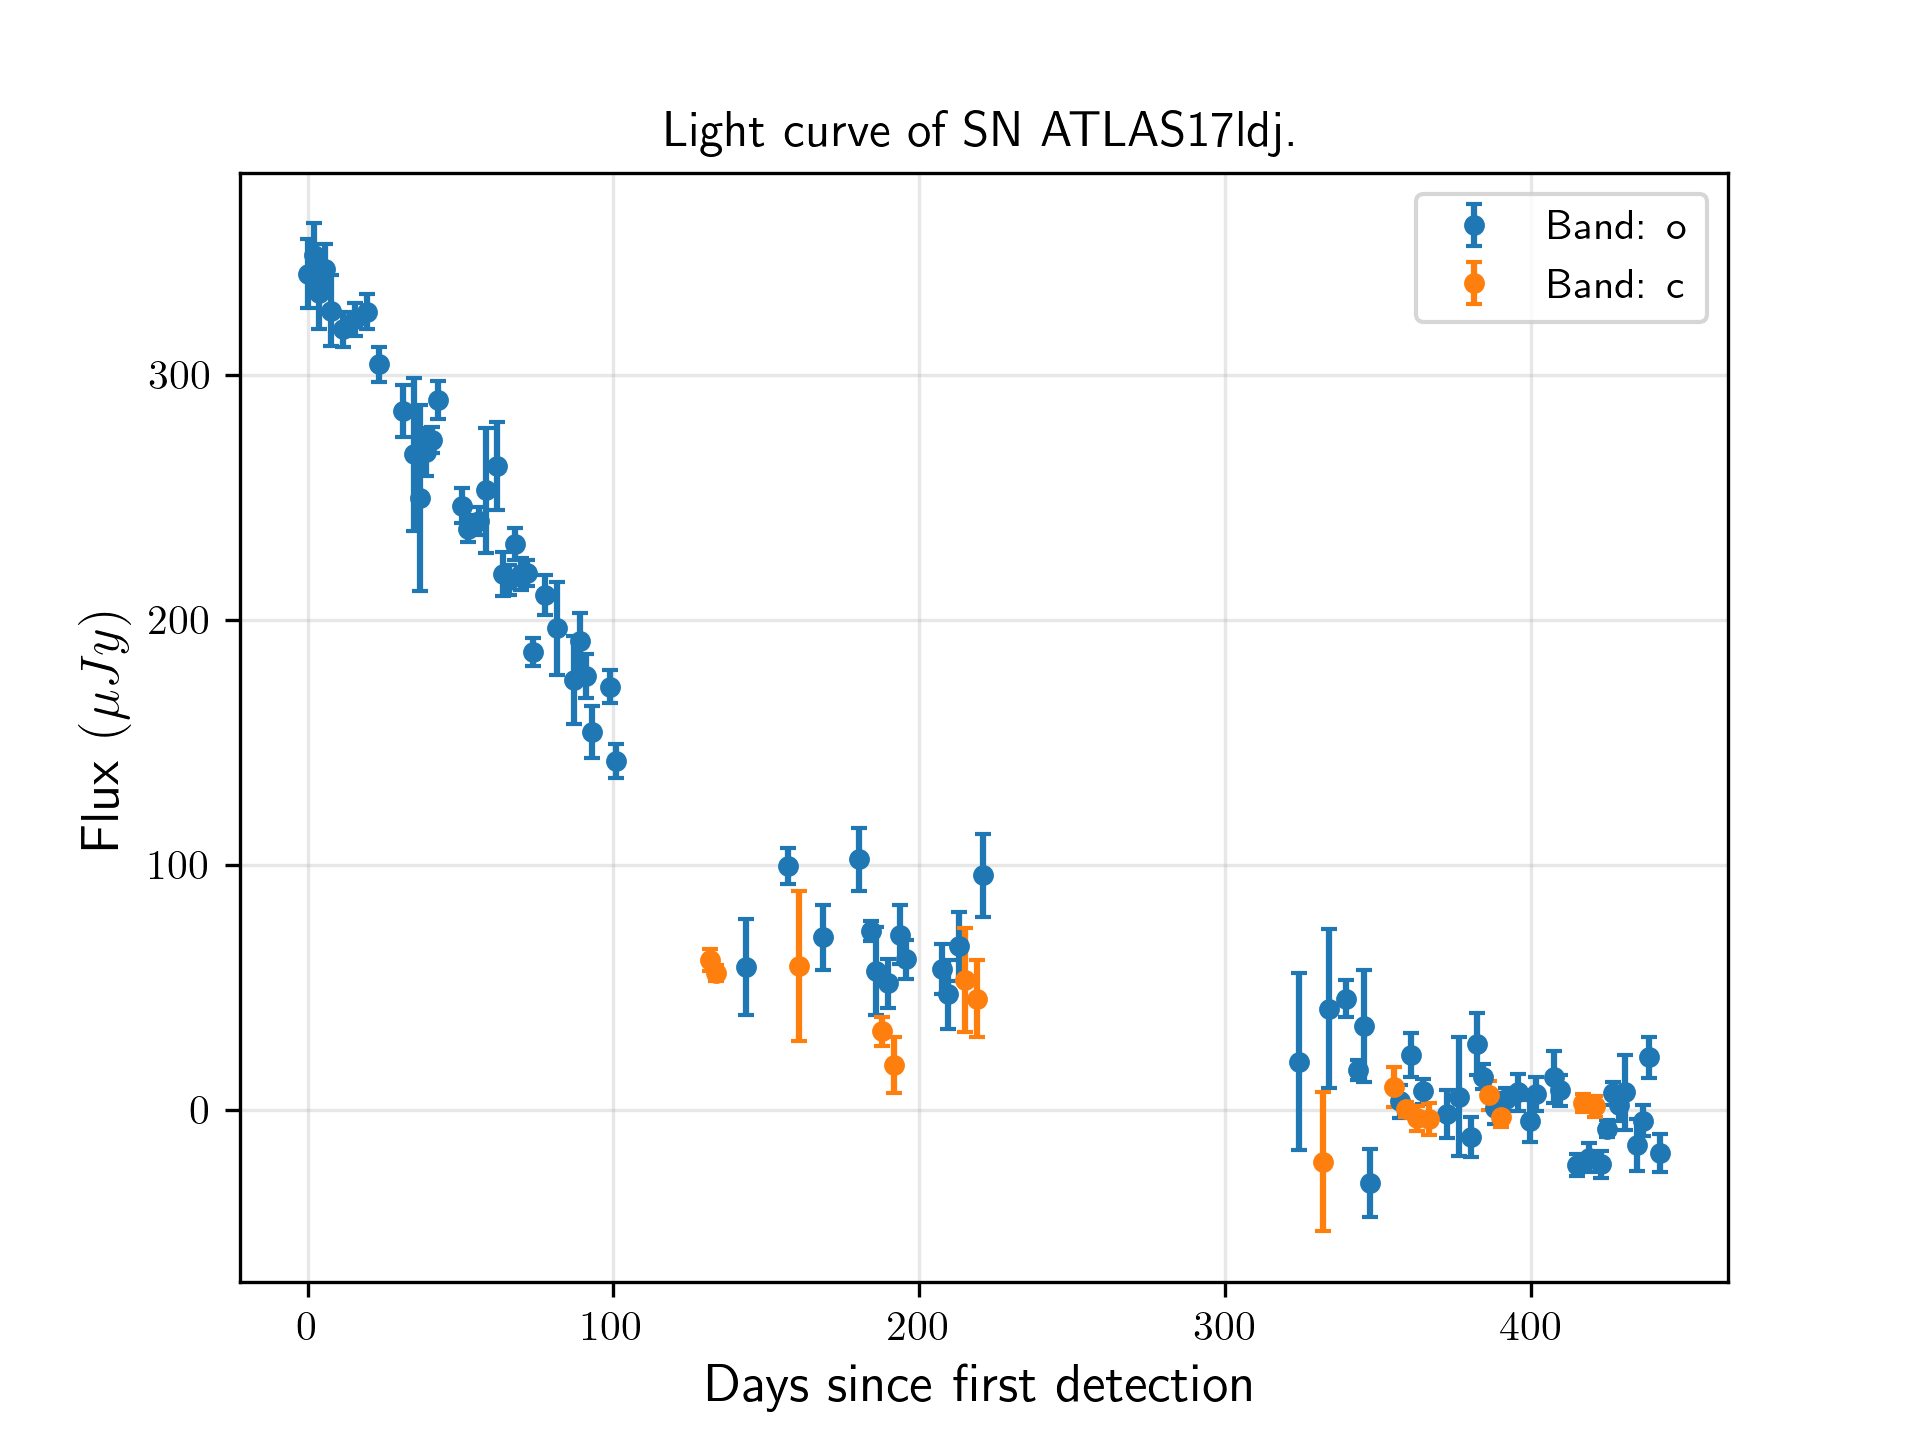 Light curve of SN ATLAS17ldj.
Band: o
Band: c
300
200
100
0
Flux (μJy)
0 100 200 300 400
Days since first detection